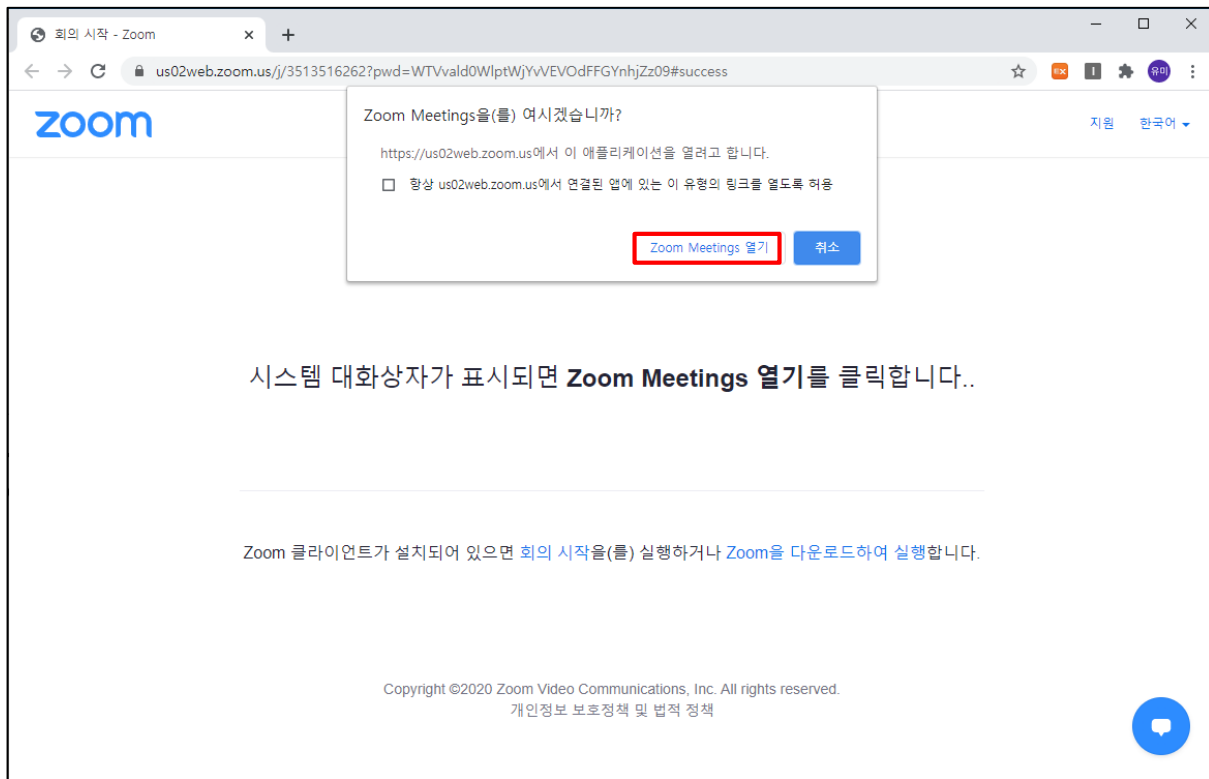 회의 시작 - Zoom
us02web.zoom.us/j/3513516262?pwd=WTVvald0WlptWjYvVEVOdFFGYnhjZz09#success
유미
zoom
지원 한국어
Zoom Meetings을(를) 여시겠습니까?
https://us02web.zoom.us에서 이 애플리케이션을 열려고 합니다.
항상 us02web.zoom.us에서 연결된 앱에 있는 이 유형의 링크를 열도록 허용
Zoom Meetings 열기 취소
시스템 대화상자가 표시되면 Zoom Meetings 열기를 클릭합니다..
Zoom 클라이언트가 설치되어 있으면 회의 시작을(를) 실행하거나 Zoom을 다운로드하여 실행합니다.
Copyright ©2020 Zoom Video Communications, Inc. All rights reserved.
개인정보 보호정책 및 법적 정책